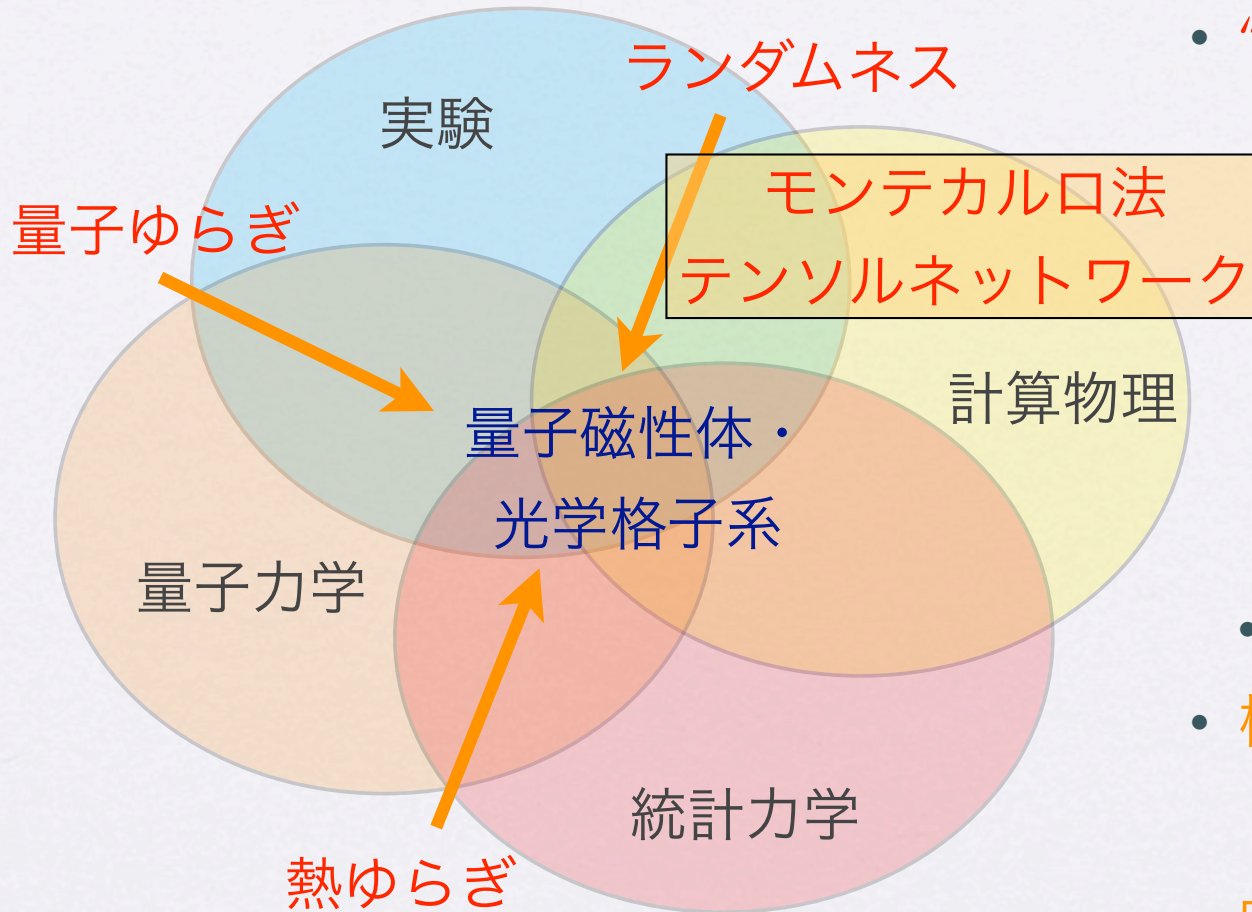 ランダムネス
実験
モンテカルロ法
量子ゆらぎ
テンソルネットワーク
計算物理
量子磁性体・
光学格子系
量子力学
統計力学
熱ゆらぎ